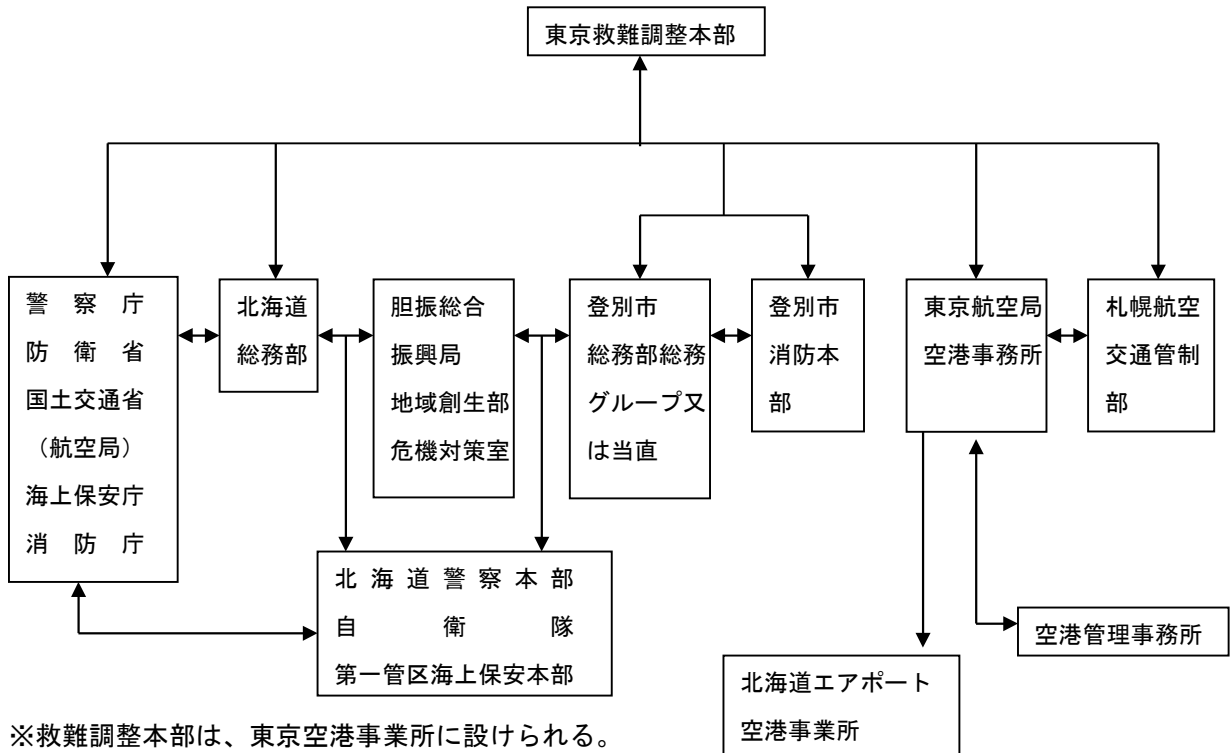 東京救難調整本部
警察庁
防衛省
国土交通省
(航空局)
海上保安庁
消防庁
北海道
総務部
胆振総合
振興局
地域創生部
危機対策室
登別市
総務部総務
グループ又
は当直
登別市
消防本
部
東京航空局
空港事務所
札幌航空
交通管制
部
北海道警察本部
自衛隊
第一管区海上保安本部
空港管理事務所
北海道エアポート
空港事業所
※救難調整本部は、東京空港事業所に設けられる。